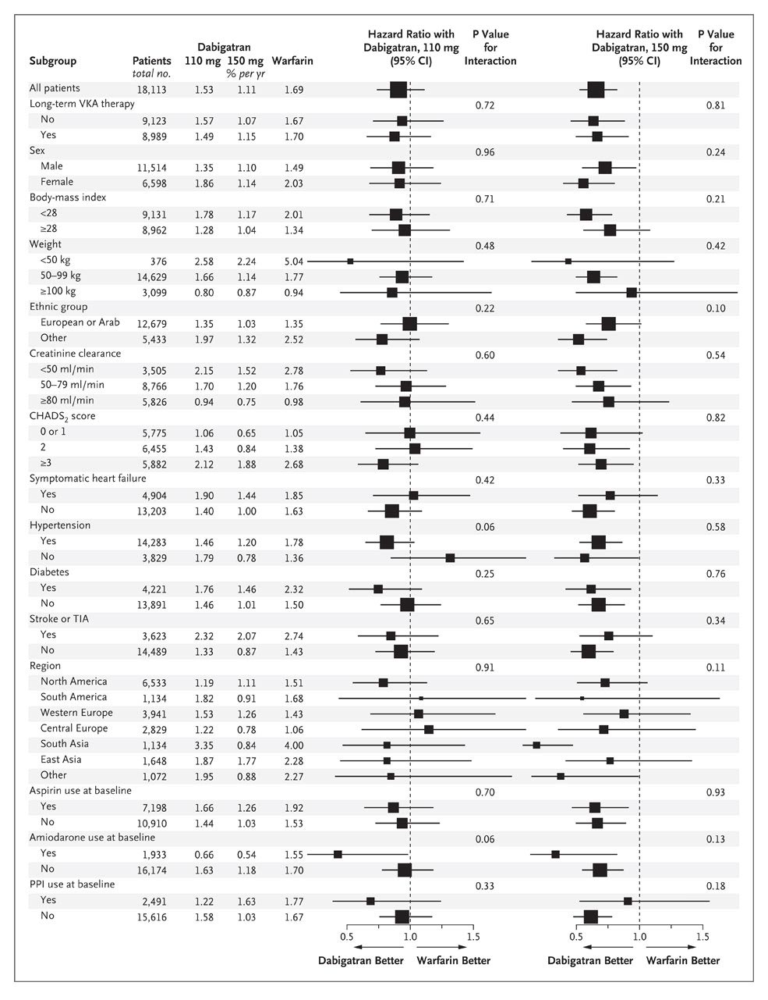 Subgroup Patients Dabigatran Warfarin Hazard Ratio with Dabigatran, 110 mg (95% CI) P Value for Interaction Hazard Ratio with Dabigatran, 150 mg (95% CI) P Value for Interaction
110 mg 150 mg
total no. % per yr
All patients 18,113 1.53 1.11 1.69
Long-term VKA therapy 0.72 0.81
No 9,123 1.57 1.07 1.67
Yes 8,989 1.49 1.15 1.70
Sex 0.96 0.24
Male 11,514 1.35 1.10 1.49
Female 6,598 1.86 1.14 2.03
Body-mass index 0.71 0.21
<28 9,131 1.78 1.17 2.01
≥28 8,962 1.28 1.04 1.34
Weight 0.48 0.42
<50 kg 376 2.58 2.24 5.04
50–99 kg 14,629 1.66 1.14 1.77
≥100 kg 3,099 0.80 0.87 0.94
Ethnic group 0.22 0.10
European or Arab 12,679 1.35 1.03 1.35
Other 5,433 1.97 1.32 2.52
Creatinine clearance 0.60 0.54
<50 ml/min 3,505 2.15 1.52 2.78
50–79 ml/min 8,766 1.70 1.20 1.76
≥80 ml/min 5,826 0.94 0.75 0.98
CHADS2 score 0.44 0.82
0 or 1 5,775 1.06 0.65 1.05
2 6,455 1.43 0.84 1.38
≥3 5,882 2.12 1.88 2.68
Symptomatic heart failure 0.42 0.33
Yes 4,904 1.90 1.44 1.85
No 13,203 1.40 1.00 1.63
Hypertension 0.06 0.58
Yes 14,283 1.46 1.20 1.78
No 3,829 1.79 0.78 1.36
Diabetes 0.25 0.76
Yes 4,221 1.76 1.46 2.32
No 13,891 1.46 1.01 1.50
Stroke or TIA 0.65 0.34
Yes 3,623 2.32 2.07 2.74
No 14,489 1.33 0.87 1.43
Region 0.91 0.11
North America 6,533 1.19 1.11 1.51
South America 1,134 1.82 0.91 1.68
Western Europe 3,941 1.53 1.26 1.43
Central Europe 2,829 1.22 0.78 1.06
South Asia 1,134 3.35 0.84 4.00
East Asia 1,648 1.87 1.77 2.28
Other 1,072 1.95 0.88 2.27
Aspirin use at baseline 0.70 0.93
Yes 7,198 1.66 1.26 1.92
No 10,910 1.44 1.03 1.53
Amiodarone use at baseline 0.06 0.13
Yes 1,933 0.66 0.54 1.55
No 16,174 1.63 1.18 1.70
PPI use at baseline 0.33 0.18
Yes 2,491 1.22 1.63 1.77
No 15,616 1.58 1.03 1.67
0.5 1.0 1.5 0.5 1.0 1.5
Dabigatran Better Warfarin Better Dabigatran Better Warfarin Better